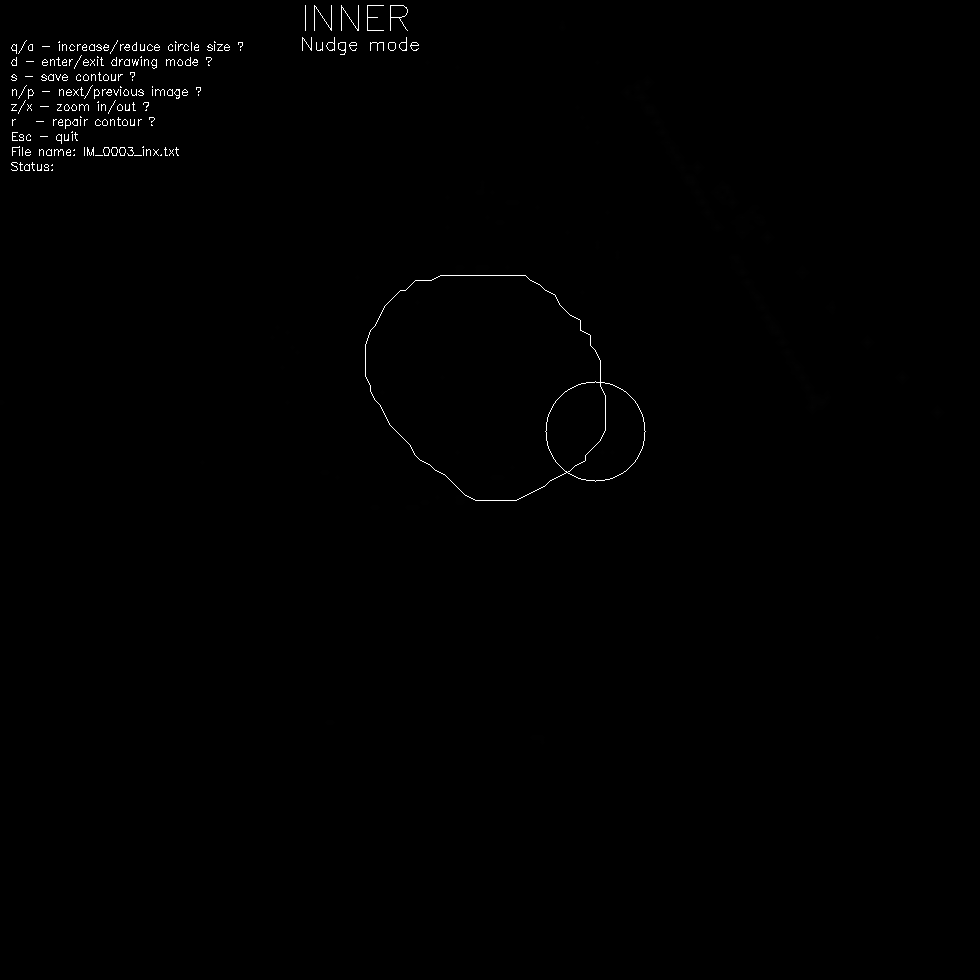 INNER
Nudge mode
q/a - increase/reduce circle size ?
d - enter/exit drawing mode ?
s - save contour ?
n/p - next/previous image ?
z/x - zoom in/out ?
r - repair contour ?
Esc - quit
File name: IM_0003_inx.txt
Status: